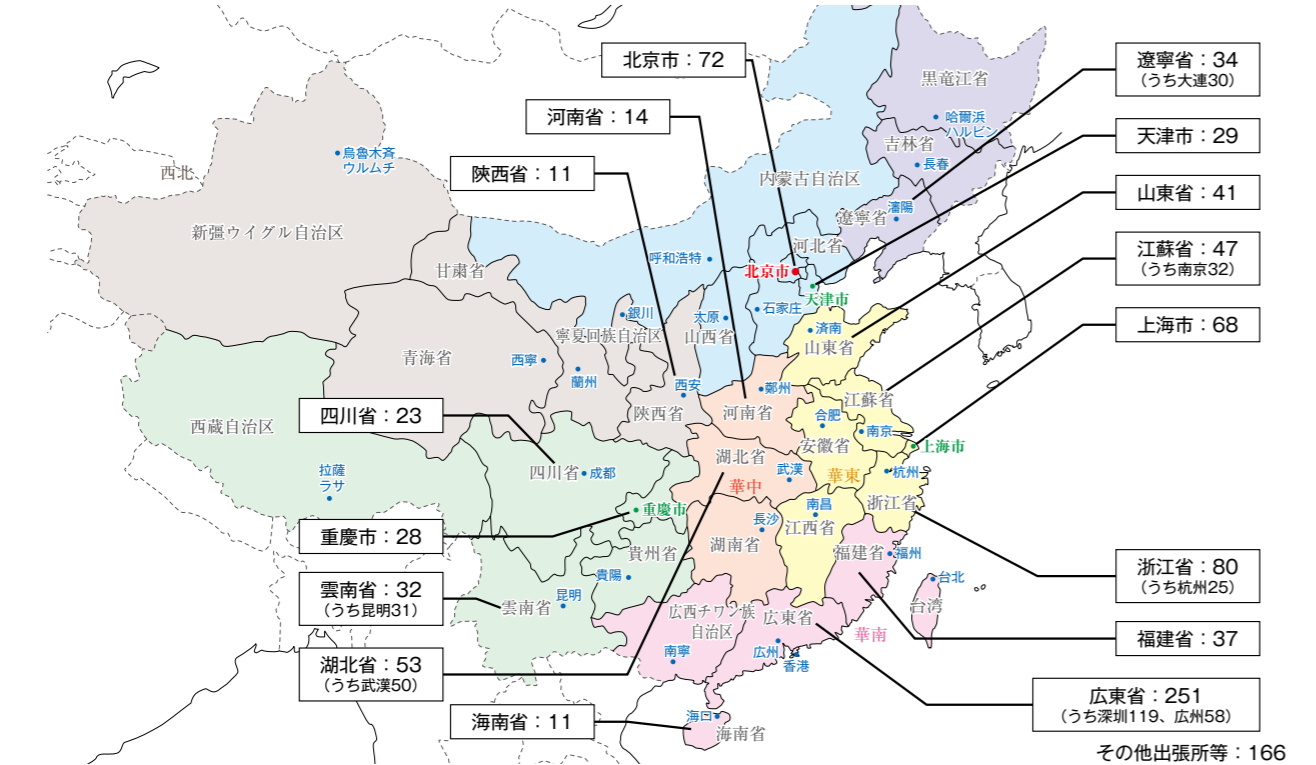 北京市：72
河南省：14
陝西省：11
四川省：23
重慶市：28
雲南省：32
（うち昆明31）
湖北省：53
（うち武漢50）
海南省：11
遼寧省：34
（うち大連30）
天津市：29
山東省：41
江蘇省：47
（うち南京32）
上海市：68
浙江省：80
（うち杭州25）
福建省：37
広東省：251
（うち深圳119、広州58）
その他出張所等：166
黒竜江省
哈爾浜
ハルビン
吉林省
長春
遼寧省
瀋陽
内蒙古自治区
呼和浩特
河北省
北京市
天津市
石家庄
太原
山西省
済南
山東省
西北
烏魯木斉
ウルムチ
新疆ウイグル自治区
甘粛省
銀川
寧夏回族自治区
青海省
西寧
蘭州
西安
陝西省
鄭州
河南省
江蘇省
合肥
南京
安徽省
上海市
西蔵自治区
拉薩
ラサ
四川省
成都
重慶市
湖北省
武漢
華中
華東
杭州
浙江省
南昌
江西省
長沙
湖南省
貴州省
貴陽
福建省
福州
雲南省
昆明
広西チワン族
自治区
南寧
広東省
広州
香港
華南
台北
台湾
海口
海南省